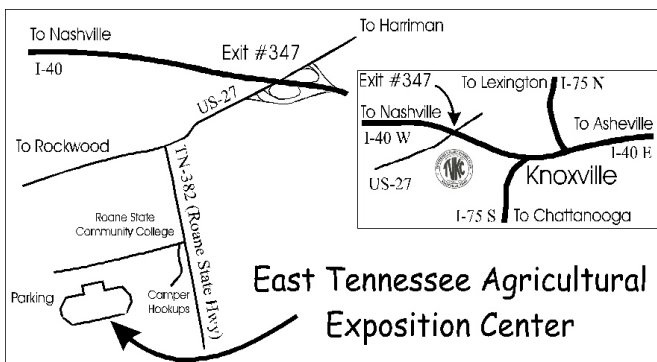 To Nashville
I-40
Exit #347
To Harriman
US-27
To Rockwood
TN-382 (Roane State Hwy)
Roane State
Community College
Parking
Camper
Hookups
East Tennessee Agricultural
Exposition Center
Exit #347
To Lexington
I-75 N
To Nashville
I-40 W
To Asheville
I-40 E
US-27
TVKC
Knoxville
I-75 S
To Chattanooga